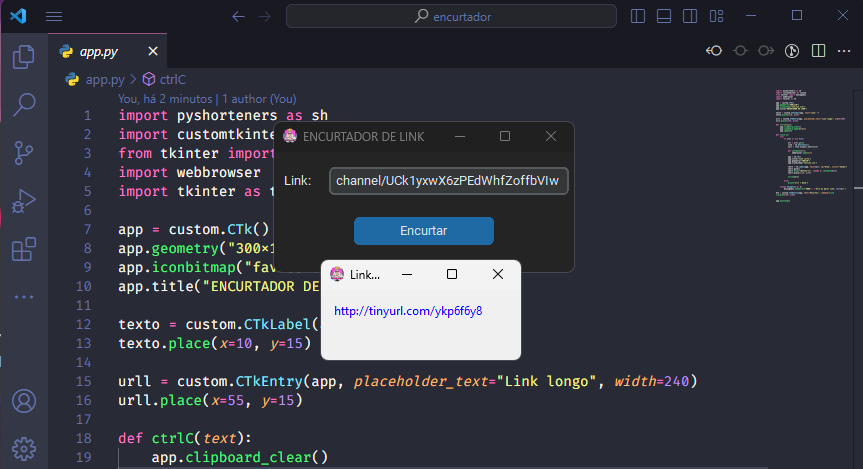 encurtador
app.py
app.py > ctrlC
You, há 2 minutos | 1 author (You)
1 import pyshorteners as sh
2 import customtkinte
3 from tkinter import
4 import webbrowser
5 import tkinter as t
6
7 app = custom.CTk()
8 app.geometry("300×1
9 app.iconbitmap("fav
10 app.title("ENCURTADOR DE
11
12 texto = custom.CTkLabel(
13 texto.place(x=10, y=15)
14
15 urll = custom.CTkEntry(app, placeholder_text="Link longo", width=240)
16 urll.place(x=55, y=15)
17
18 def ctrlC(text):
19 app.clipboard_clear()
ENCURTADOR DE LINK
Link: channel/UCk1yxwX6zPEdWhfZoffbVIw
Encurtar
Link...
http://tinyurl.com/ykp6f6y8